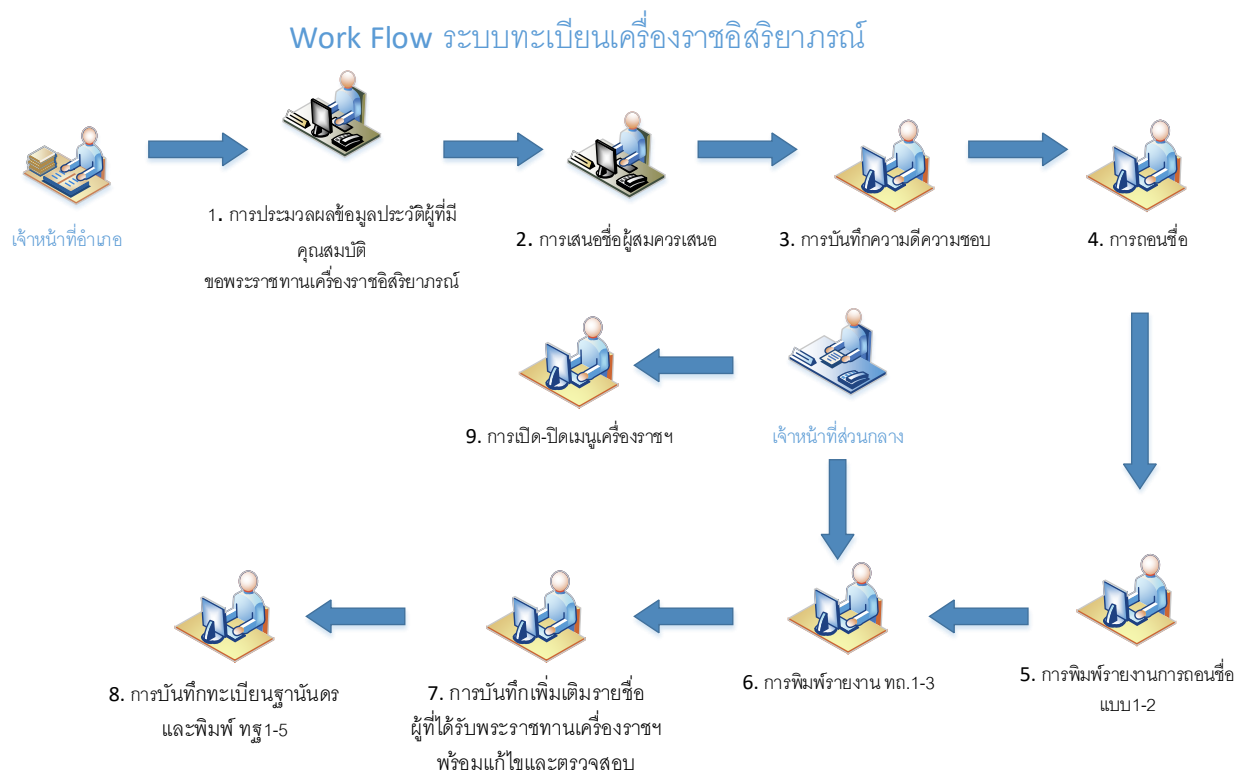 Work Flow ระบบทะเบียนเครื่องราชอิสริยาภรณ์
เจ้าหน้าที่อำเภอ
1. การประมวลผลข้อมูลประวัติผู้ที่มี
คุณสมบัติ
ขอพระราชทานเครื่องราชอิสริยาภรณ์
2. การเสนอชื่อผู้สมควรเสนอ
3. การบันทึกความดีความชอบ
4. การถอนชื่อ
9. การเปิด-ปิดเมนูเครื่องราชฯ
เจ้าหน้าที่ส่วนกลาง
5. การพิมพ์รายงานการถอนชื่อ
แบบ1-2
6. การพิมพ์รายงาน ทถ.1-3
7. การบันทึกเพิ่มเติมรายชื่อ
ผู้ที่ได้รับพระราชทานเครื่องราชฯ
พร้อมแก้ไขและตรวจสอบ
8. การบันทึกทะเบียนฐานันดร
และพิมพ์ ทฐ1-5